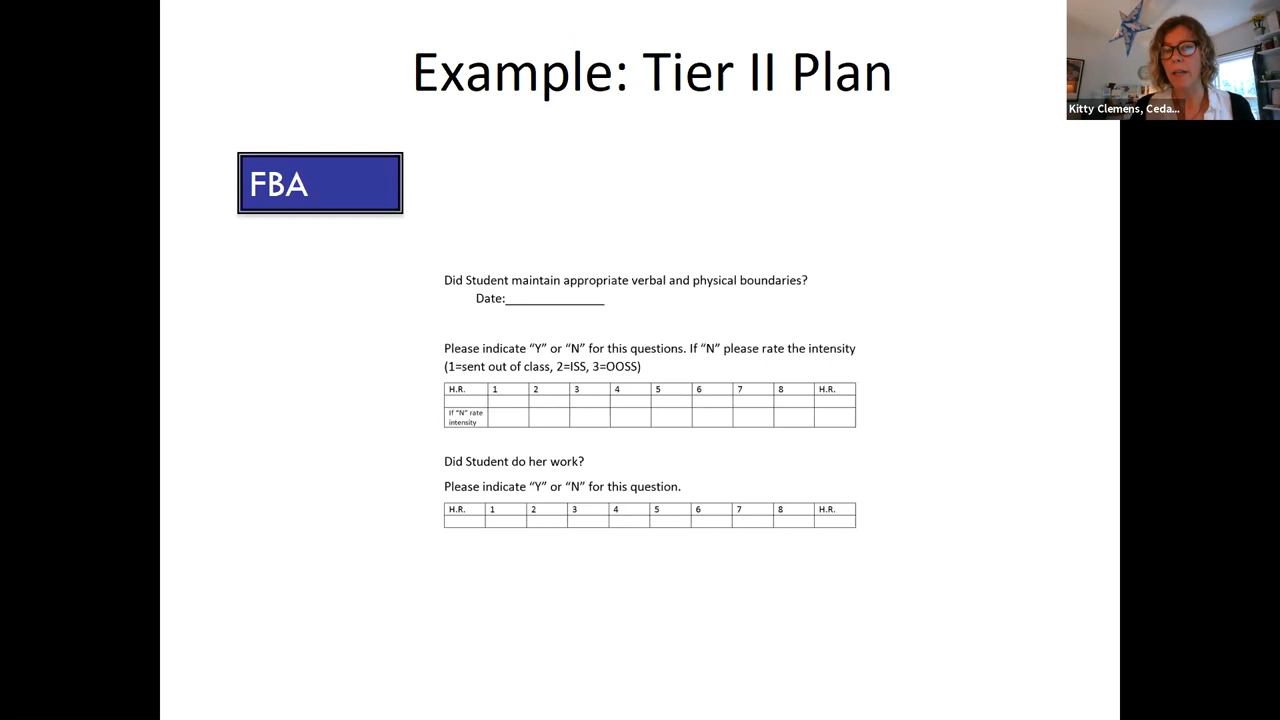 Example: Tier II Plan
Kitty Clemens, Ceda...
FBA
Did Student maintain appropriate verbal and physical boundaries?
Date:_______________
Please indicate “Y” or “N” for this questions. If “N” please rate the intensity
(1=sent out of class, 2=ISS, 3=OOSS)
H.R. 1 2 3 4 5 6 7 8 H.R.
If “N” rate
intensity
Did Student do her work?
Please indicate “Y” or “N” for this question.
H.R. 1 2 3 4 5 6 7 8 H.R.